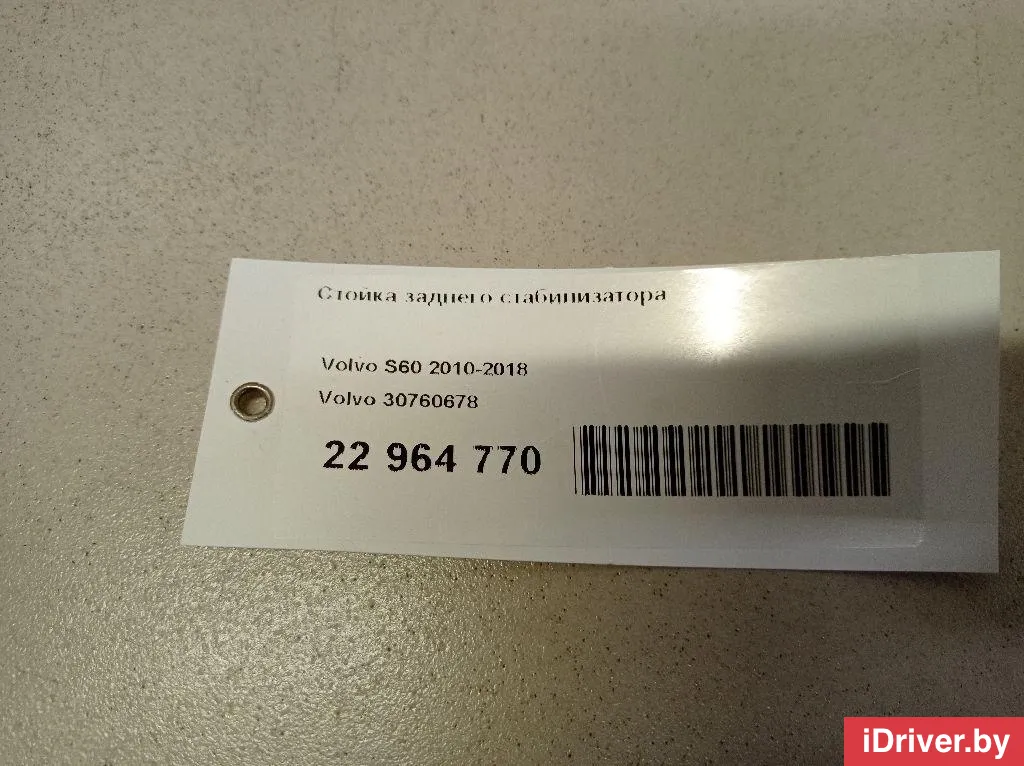 Стойка заднего стабилизатора
Volvo S60 2010-2018
Volvo 30760678
22 964 770
iDriver.by